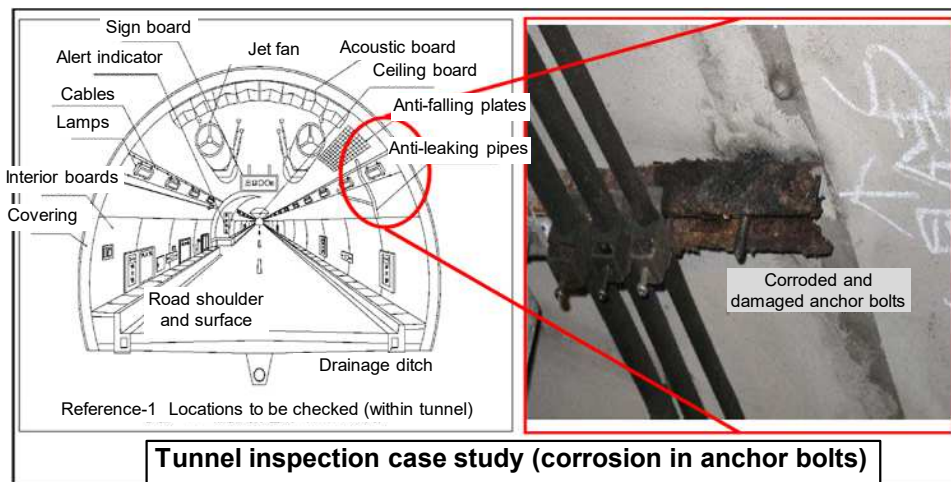 Sign board
Jet fan
Acoustic board
Alert indicator
Ceiling board
Cables
Anti-falling plates
Lamps
Anti-leaking pipes
Interior boards
Covering
Road shoulder
and surface
Drainage ditch
Reference-1 Locations to be checked (within tunnel)
Corroded and
damaged anchor bolts
Tunnel inspection case study (corrosion in anchor bolts)